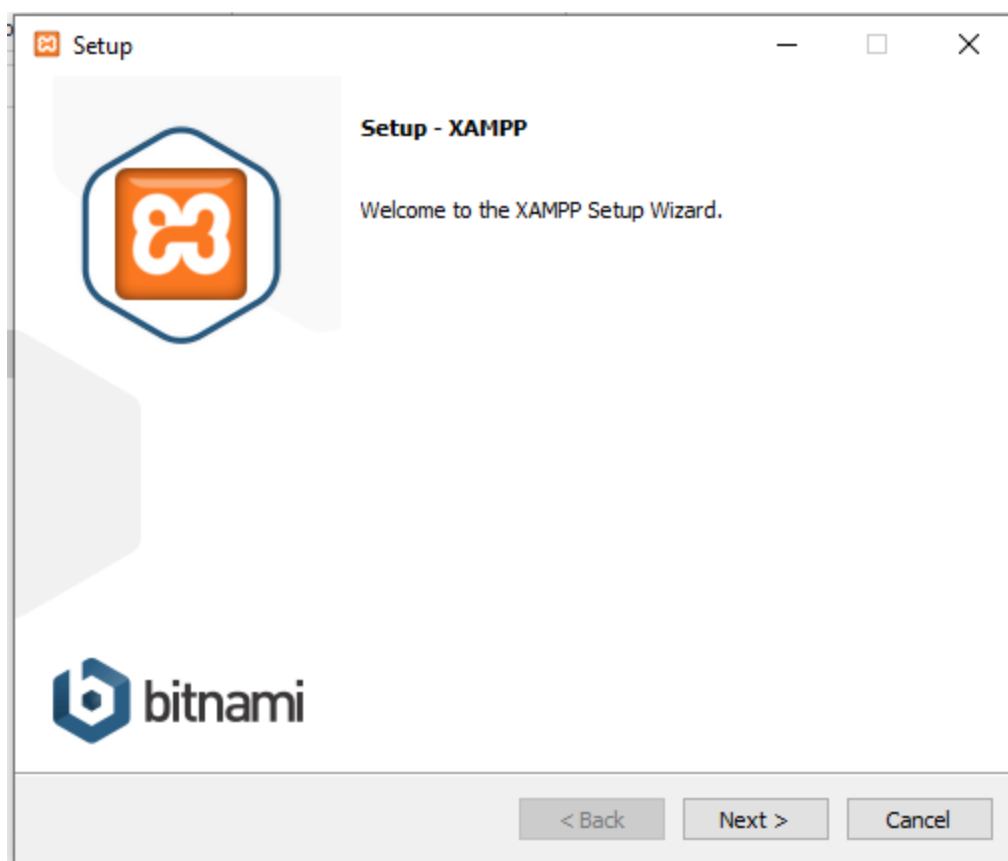 Setup
Setup - XAMPP
Welcome to the XAMPP Setup Wizard.
bitnami
< Back
Next >
Cancel